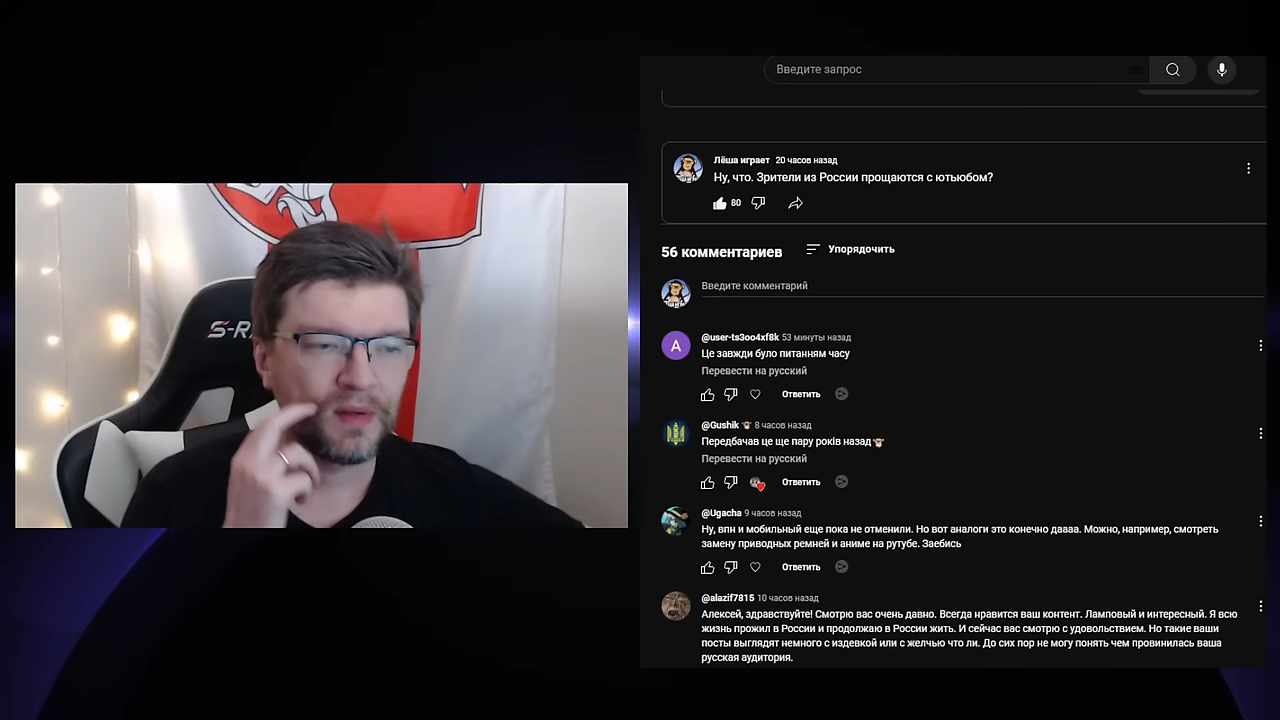 S-R
Введите запрос
Лёша играет 20 часов назад
Ну, что. Зрители из России прощаются с ютьюбом?
80
56 комментариев
Упорядочить
Введите комментарий
A
@user-ts3oo4xf8k 53 минуты назад
Це завжди було питанням часу
Перевести на русский
Ответить
@Gushik 8 часов назад
Передбачав це ще пару років назад
Перевести на русский
Ответить
@Ugacha 9 часов назад
Ну, впн и мобильный еще пока не отменили. Но вот аналоги это конечно даааа. Можно, например, смотреть
замену приводных ремней и аниме на рутубе. Заебись
Ответить
@alazif7815 10 часов назад
Алексей, здравствуйте! Смотрю вас очень давно. Всегда нравится ваш контент. Ламповый и интересный. Я всю
жизнь прожил в России и продолжаю в России жить. И сейчас вас смотрю с удовольствием. Но такие ваши
посты выглядят немного с издевкой или с желчью что ли. До сих пор не могу понять чем провинилась ваша
русская аудитория.